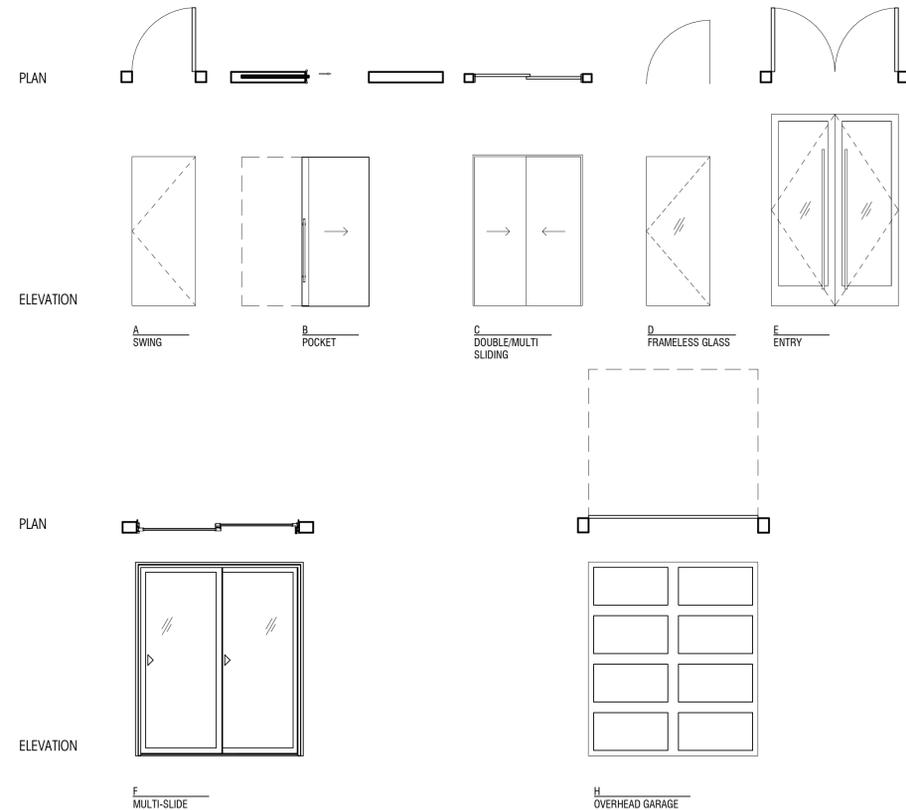 PLAN
ELEVATION
A
SWING
B
POCKET
C
DOUBLE/MULTI
SLIDING
D
FRAMELESS GLASS
E
ENTRY
PLAN
ELEVATION
F
MULTI-SLIDE
H
OVERHEAD GARAGE